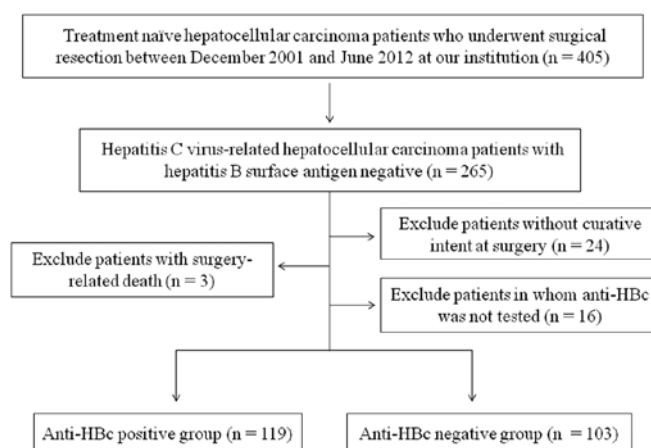 Treatment naïve hepatocellular carcinoma patients who underwent surgical
resection between December 2001 and June 2012 at our institution (n = 405)
Hepatitis C virus-related hepatocellular carcinoma patients with
hepatitis B surface antigen negative (n = 265)
Exclude patients without curative
intent at surgery (n = 24)
Exclude patients with surgery-
related death (n = 3)
Exclude patients in whom anti-HBc
was not tested (n = 16)
Anti-HBc positive group (n = 119)
Anti-HBc negative group (n = 103)